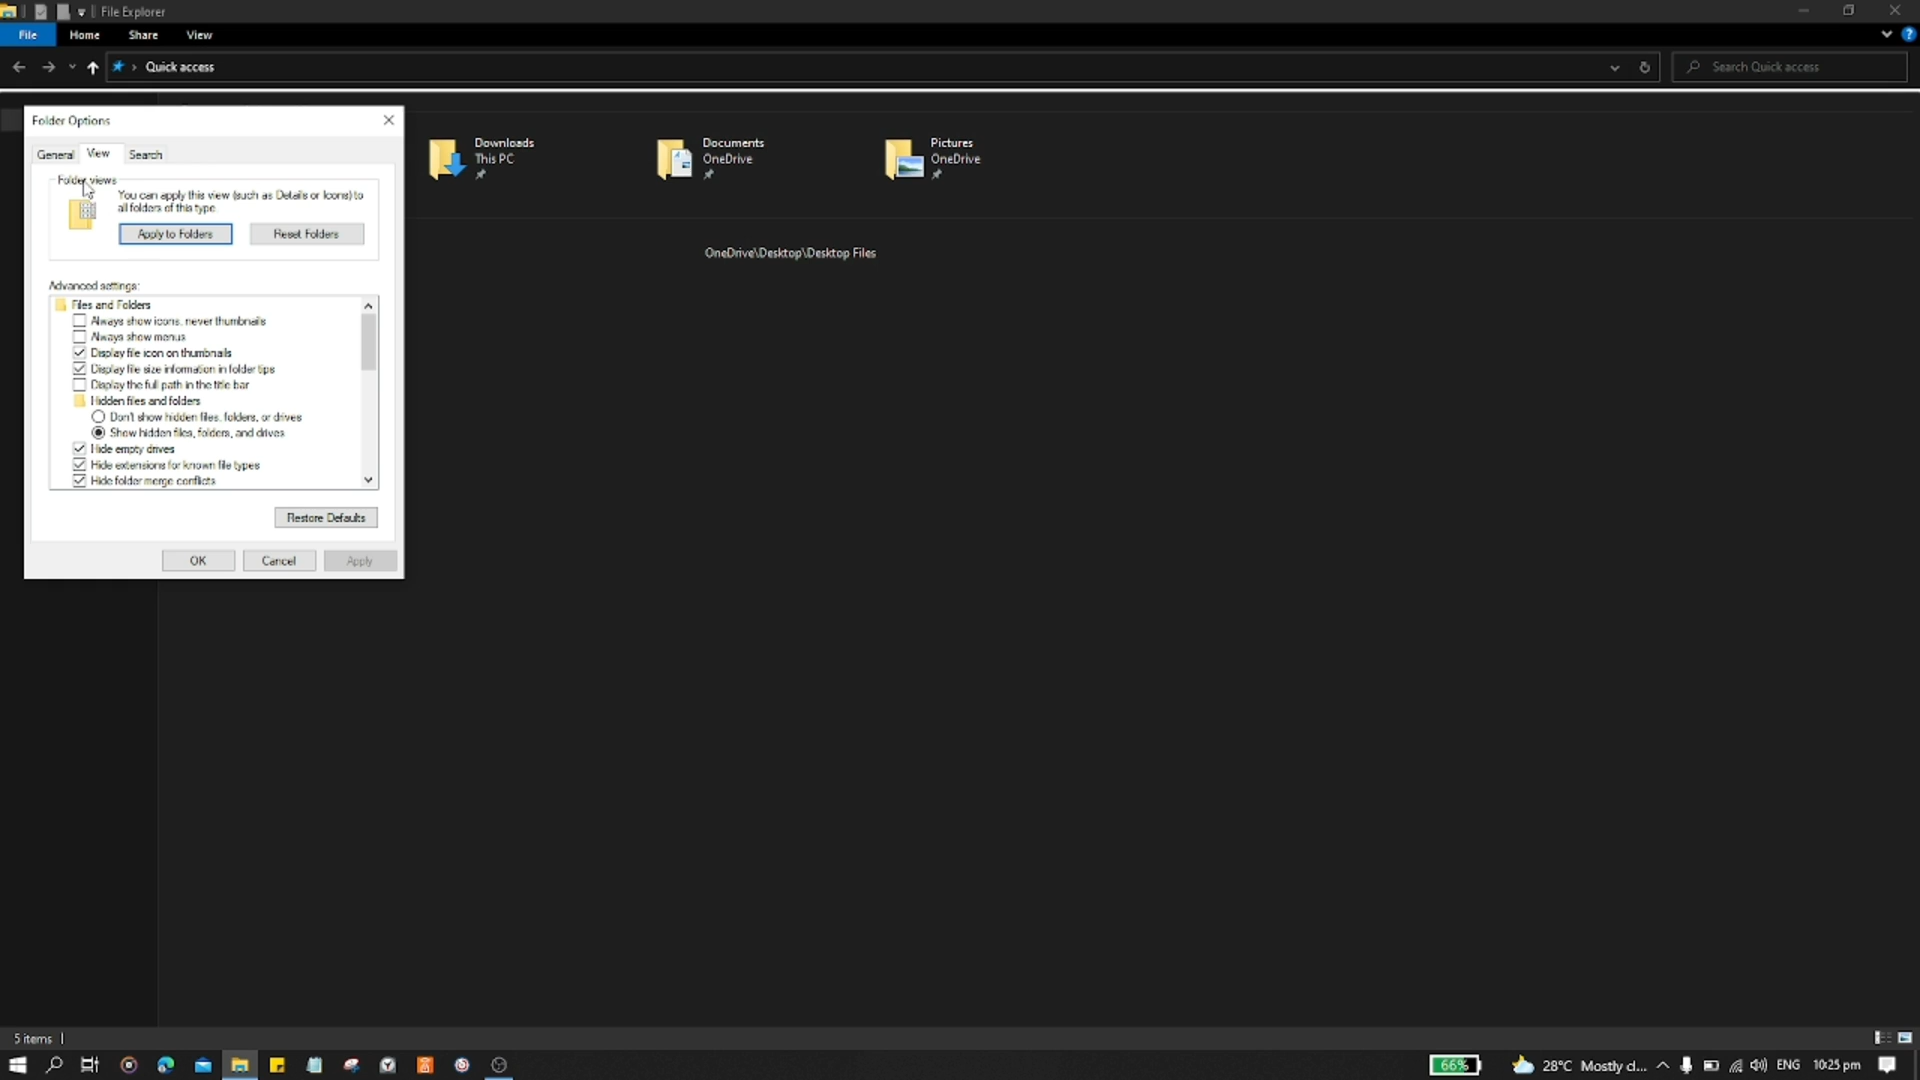 File Explorer
File Home Share View
Quick access
Search Quick access
Folder Options
General View Search
Folder views
You can apply this view (such as Details or Icons) to
all folders of this type.
Apply to Folders Reset Folders
Advanced settings:
Files and Folders
Always show icons, never thumbnails
Always show menus
Display file icon on thumbnails
Display file size information in folder tips
Display the full path in the title bar
Hidden files and folders
Don't show hidden files, folders, or drives
Show hidden files, folders, and drives
Hide empty drives
Hide extensions for known file types
Hide folder merge conflicts
Restore Defaults
OK Cancel Apply
Downloads
This PC
Documents
OneDrive
Pictures
OneDrive
OneDrive\Desktop\Desktop Files
5 items
66%
28°C Mostly cl...
ENG
10:25 pm